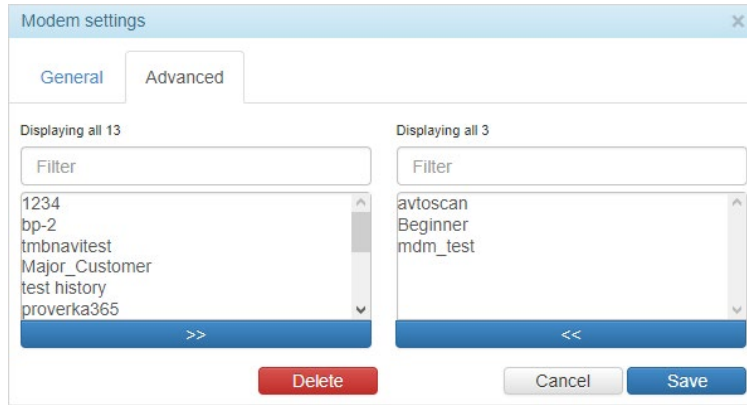 Modem settings ×
General Advanced
Displaying all 13
Filter
1234
bp-2
tmbnavitest
Major_Customer
test history
proverka365
>>
Displaying all 3
Filter
avtoscan
Beginner
mdm_test
<<
Delete Cancel Save